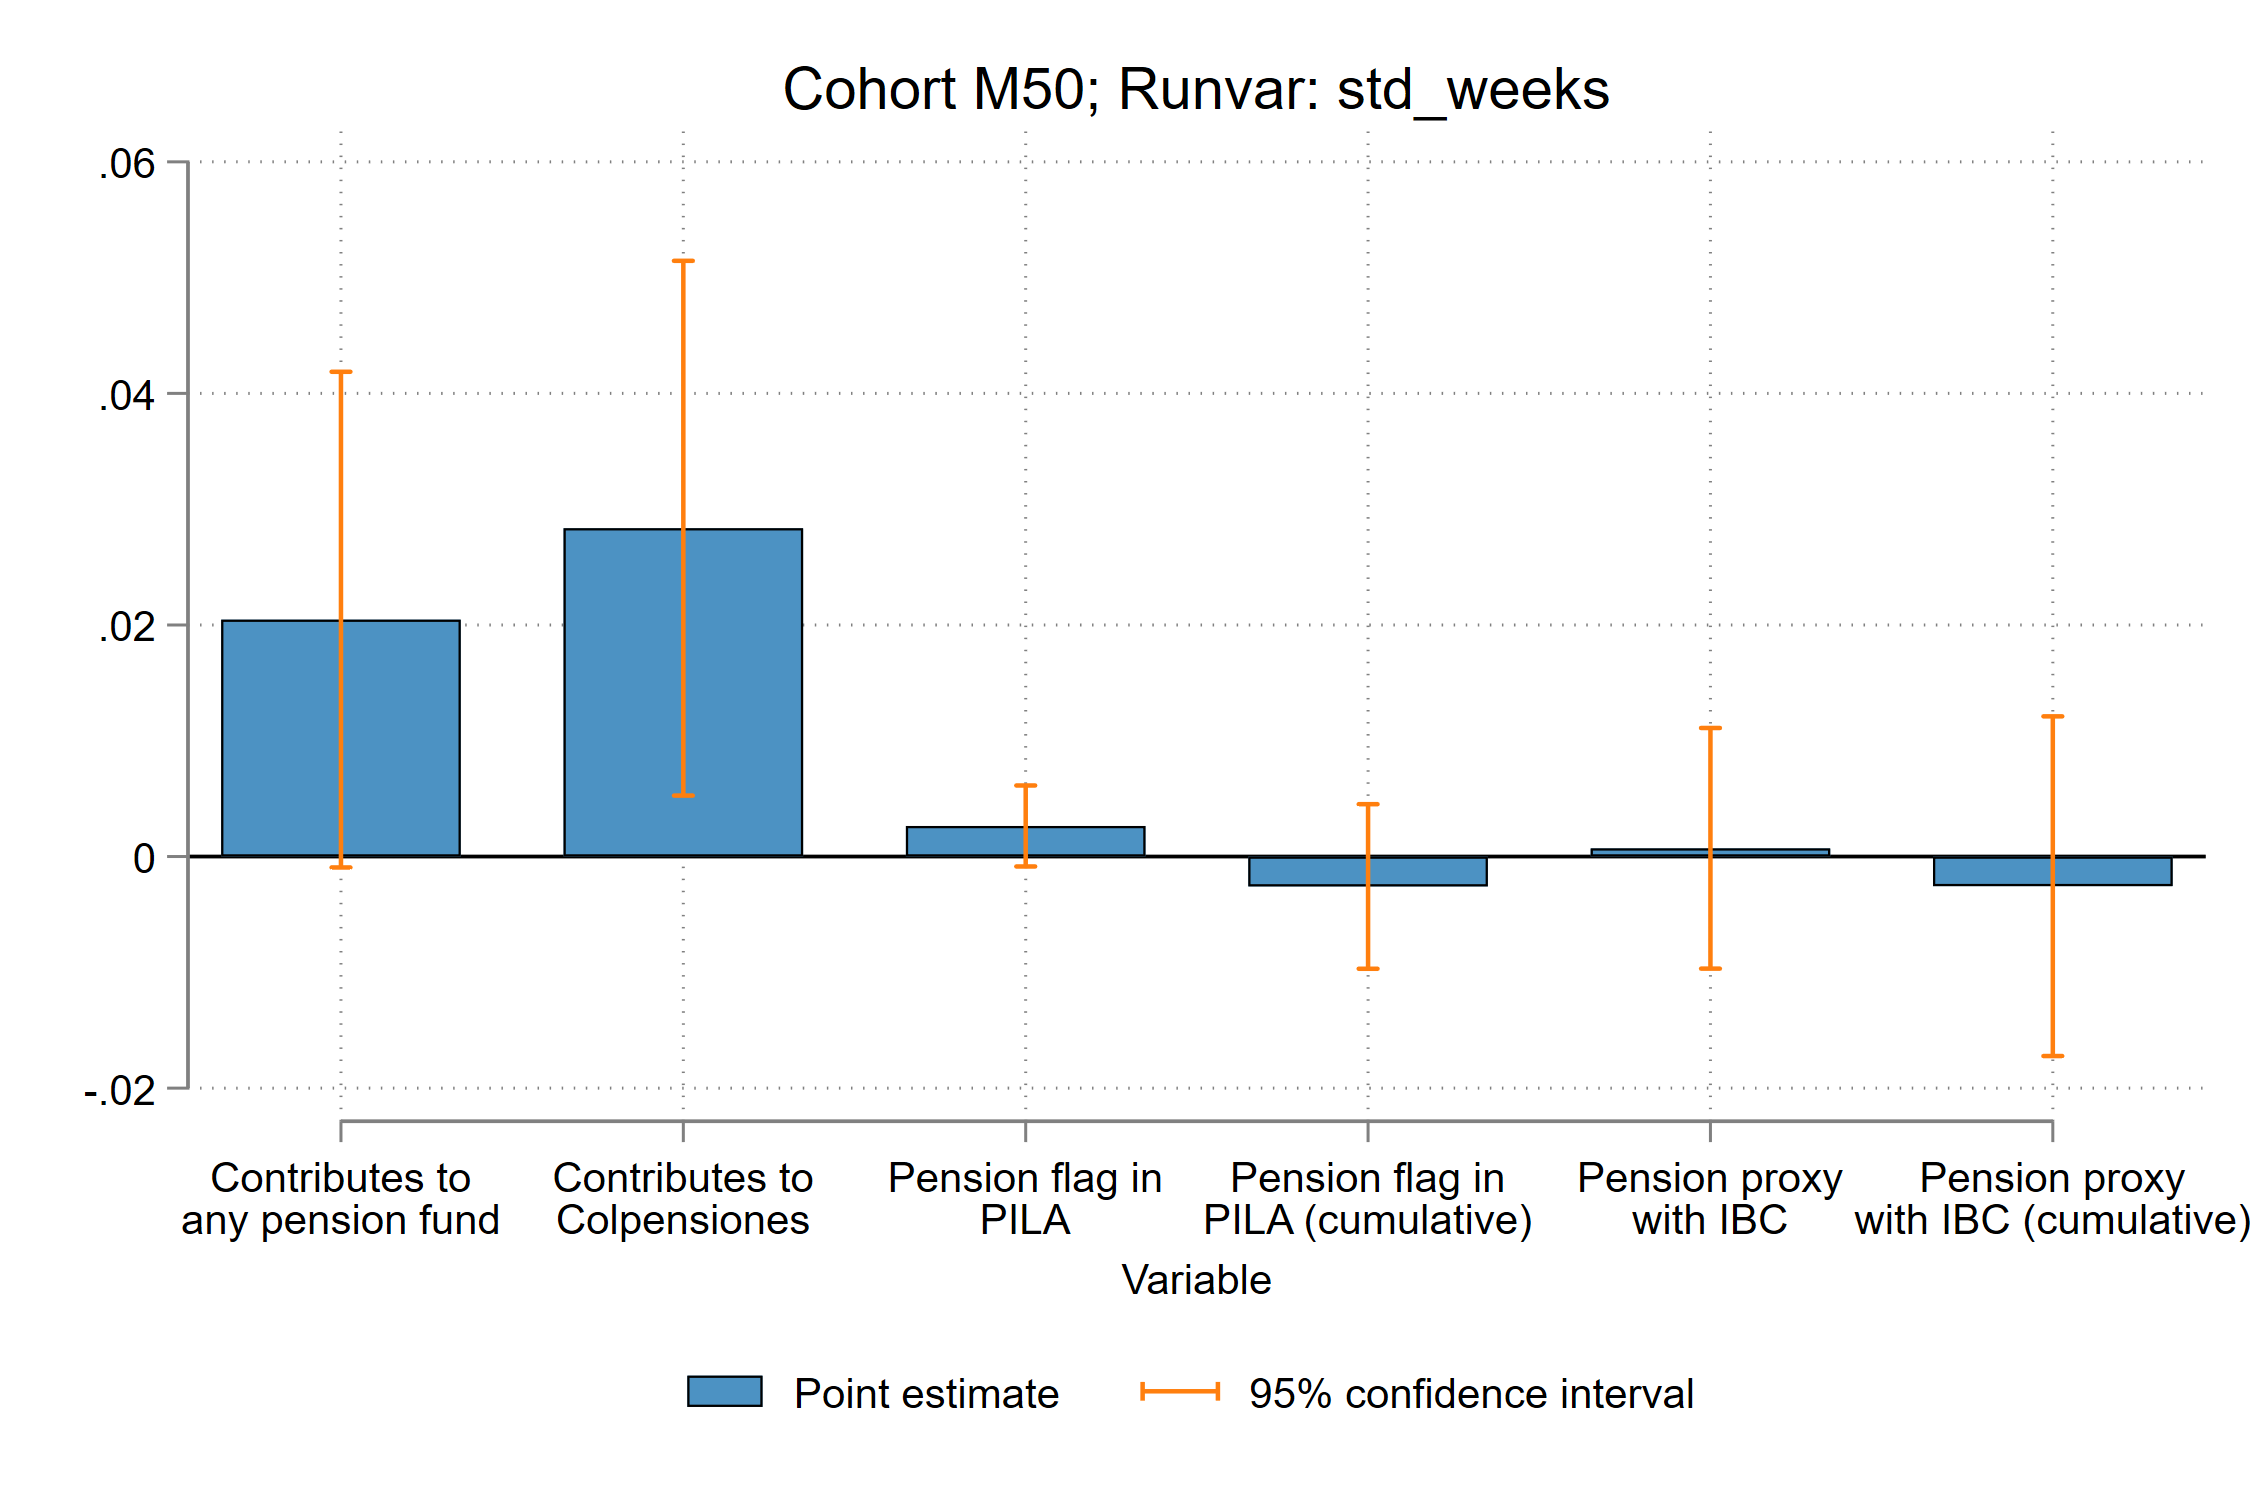 Cohort M50; Runvar: std_weeks
.06
.04
.02
0
-.02
Contributes to
any pension fund
Contributes to
Colpensiones
Pension flag in
PILA
Pension flag in
PILA (cumulative)
Pension proxy
with IBC
Pension proxy
with IBC (cumulative)
Variable
Point estimate
95% confidence interval